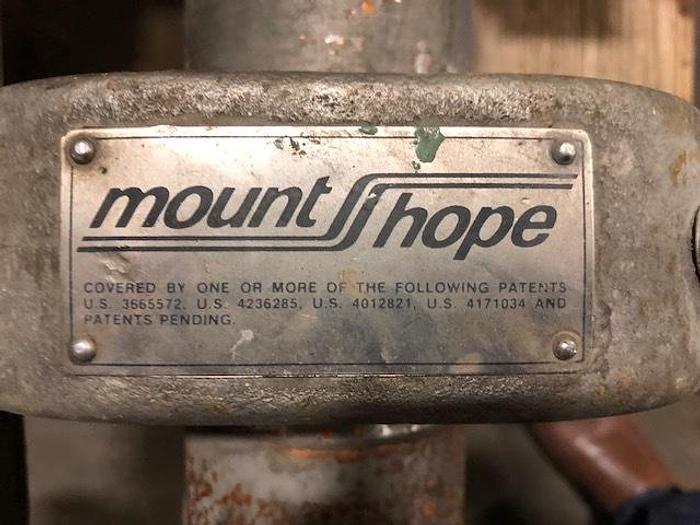 mount hope
COVERED BY ONE OR MORE OF THE FOLLOWING PATENTS
U.S. 3665572, U.S. 4236285, U.S. 4012821, U.S. 4171034 AND
PATENTS PENDING.